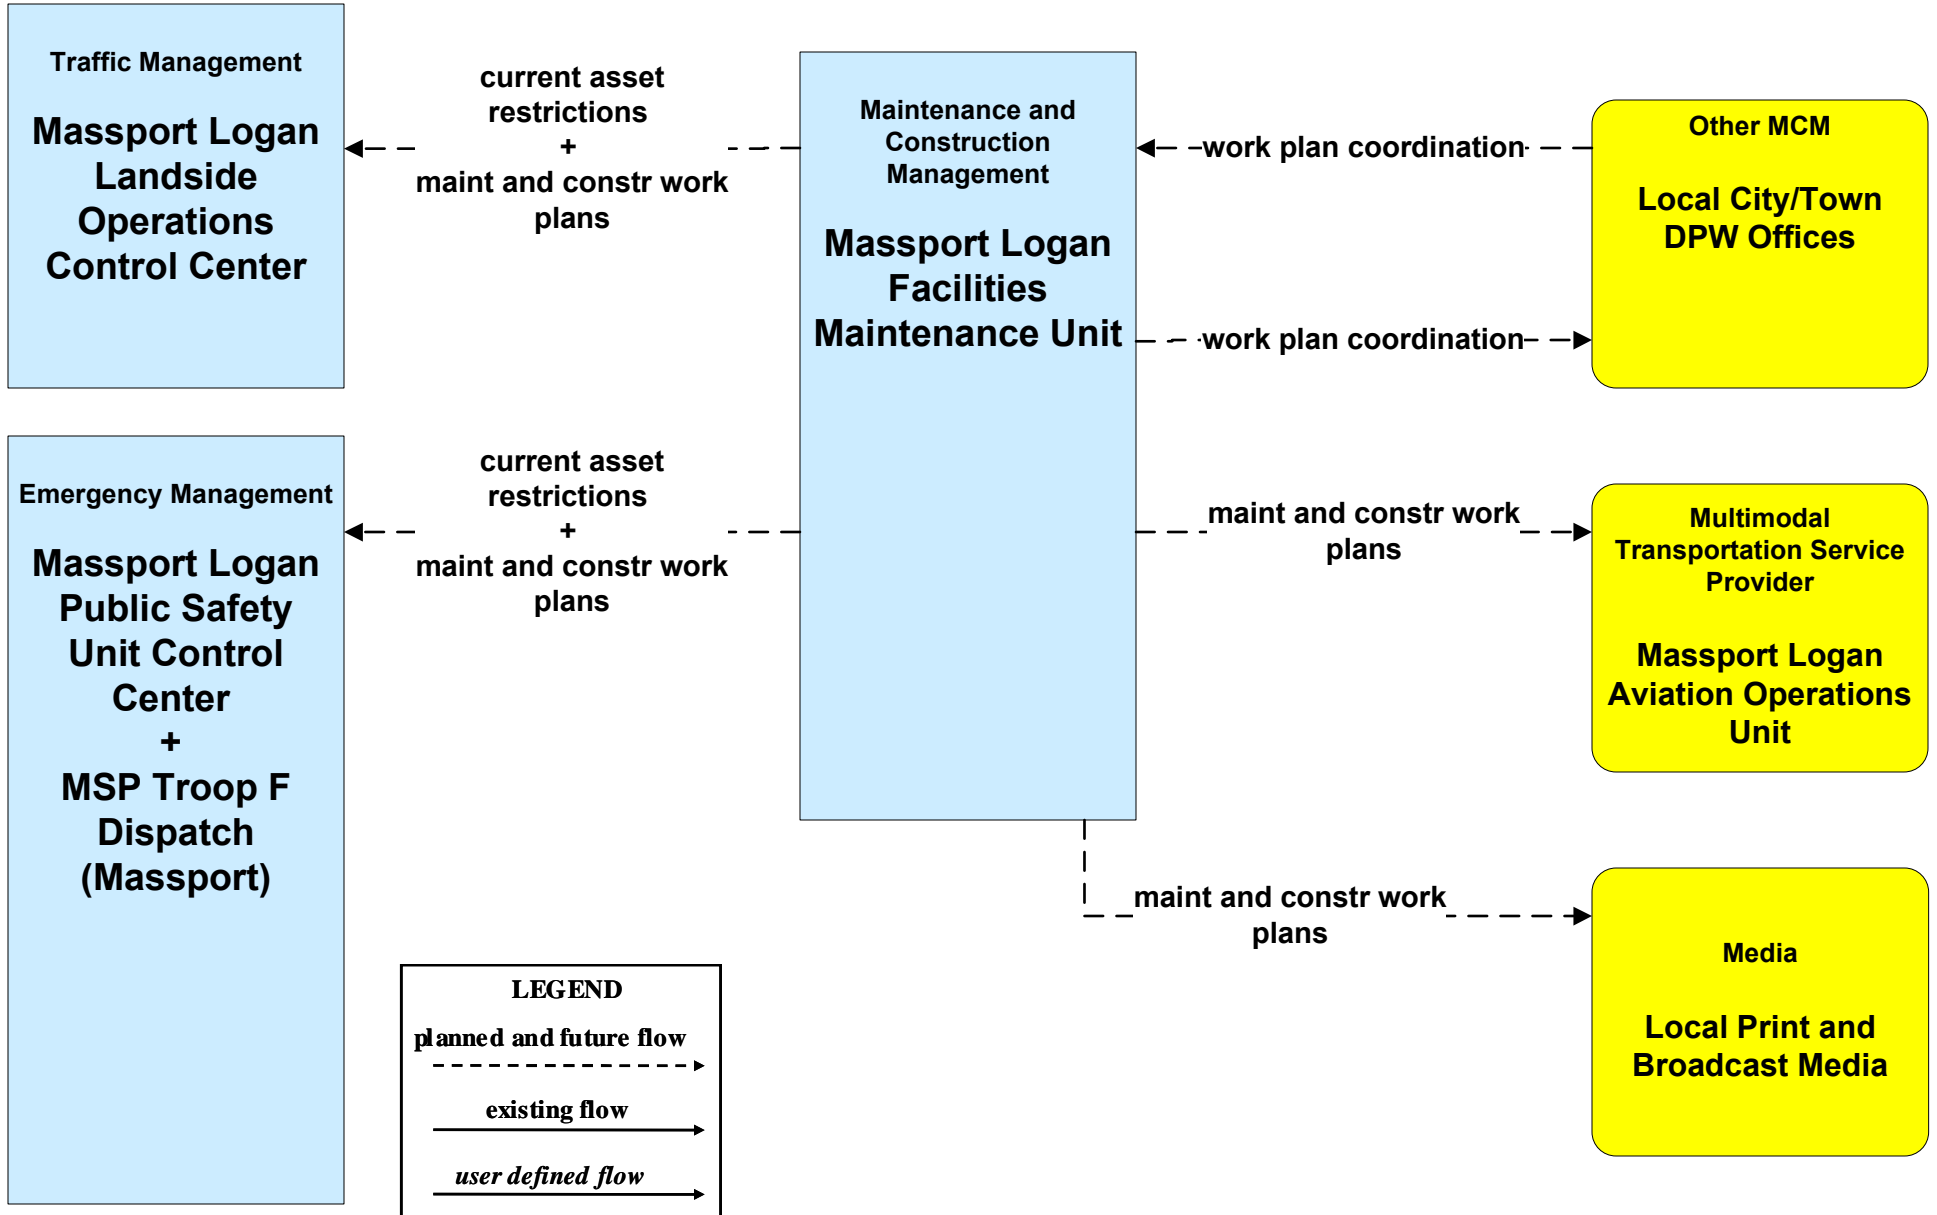 Traffic Management
Massport Logan
Landside
Operations
Control Center
current asset
restrictions
+
maint and constr work
plans
Maintenance and
Construction
Management
Massport Logan
Facilities
Maintenance Unit
work plan coordination
work plan coordination
Other MCM
Local City/Town
DPW Offices
Emergency Management
Massport Logan
Public Safety
Unit Control
Center
+
MSP Troop F
Dispatch
(Massport)
current asset
restrictions
+
maint and constr work
plans
maint and constr work
plans
Multimodal
Transportation Service
Provider
Massport Logan
Aviation Operations
Unit
maint and constr work
plans
Media
Local Print and
Broadcast Media
LEGEND
planned and future flow
existing flow
user defined flow